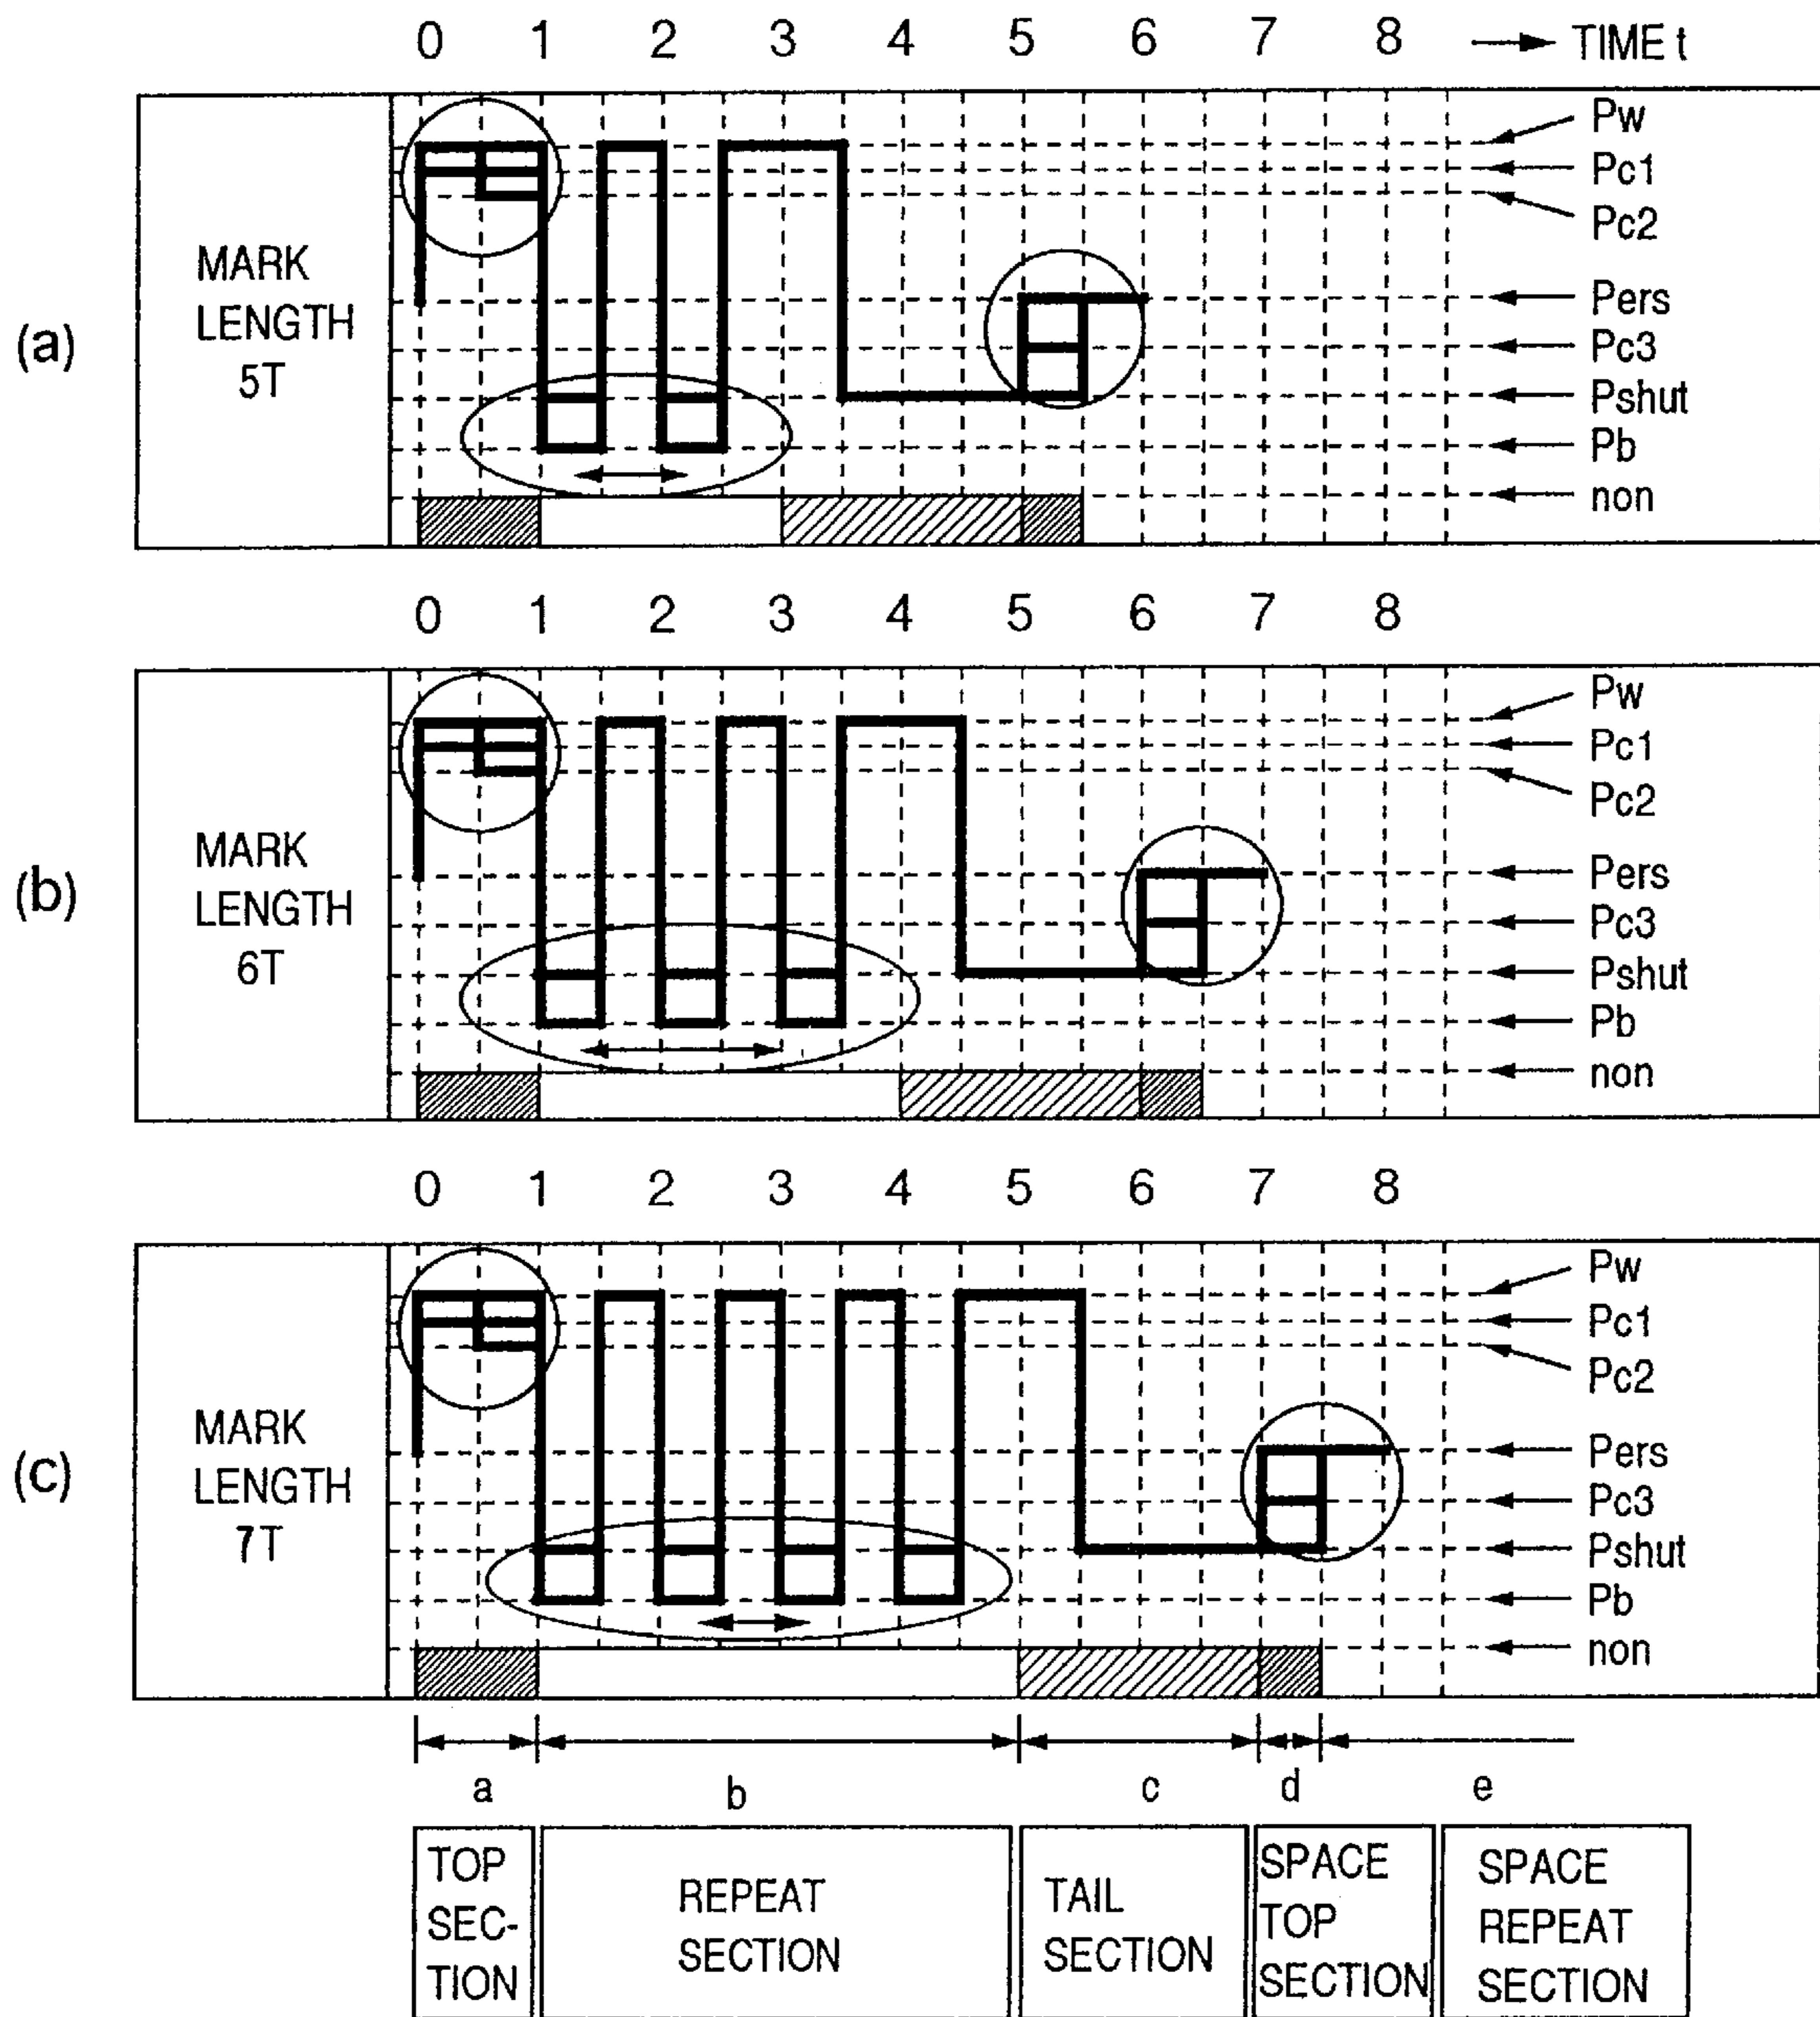 0 1 2 3 4 5 6 7 8 TIME t
(a)
MARK
LENGTH
5T
Pw
Pc1
Pc2
Pers
Pc3
Pshut
Pb
non
0 1 2 3 4 5 6 7 8
(b)
MARK
LENGTH
6T
Pw
Pc1
Pc2
Pers
Pc3
Pshut
Pb
non
0 1 2 3 4 5 6 7 8
(c)
MARK
LENGTH
7T
Pw
Pc1
Pc2
Pers
Pc3
Pshut
Pb
non
a b c d e
TOP
SEC-
TION
REPEAT
SECTION
TAIL
SECTION
SPACE
TOP
SECTION
SPACE
REPEAT
SECTION